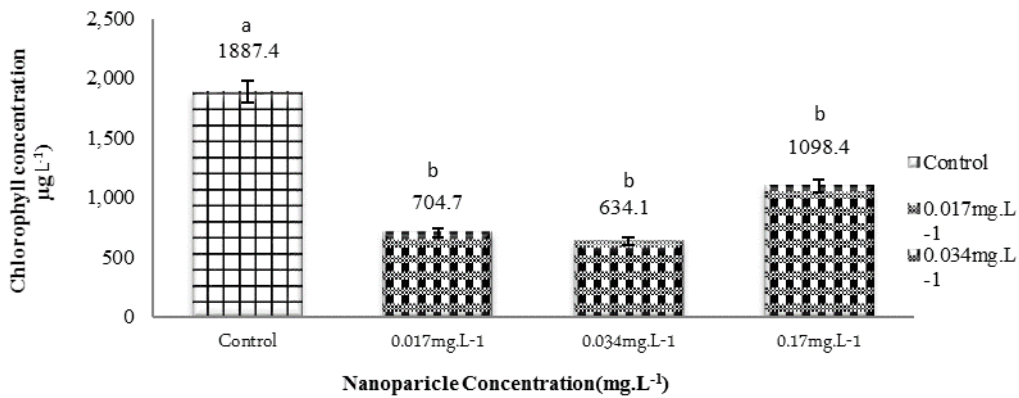 2,500
2,000
1,500
1,000
500
0
Chlorophyll concentration
µg L-1)
a
1887.4
b
704.7
b
634.1
b
1098.4
Control
0.017mg.L-1
0.034mg.L-1
0.17mg.L-1
Nanoparicle Concentration(mg.L-1)
Control
0.017mg.L
-1
0.034mg.L
-1